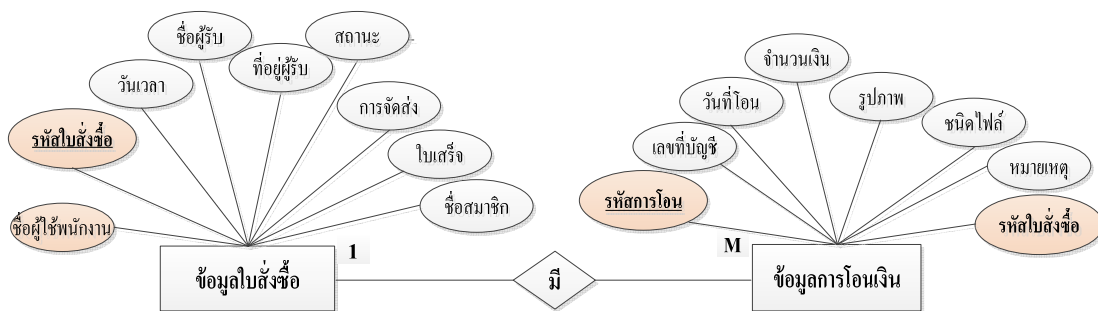 ชื่อผู้รับ
สถานะ
ที่อยู่ผู้รับ
วันเวลา
การจัดส่ง
รหัสใบสั่งซื้อ
ใบเสร็จ
ชื่อสมาชิก
ชื่อผู้ใช้พนักงาน
ข้อมูลใบสั่งซื้อ
1
มี
M
จำนวนเงิน
วันที่โอน
รูปภาพ
ชนิดไฟล์
เลขที่บัญชี
หมายเหตุ
รหัสการโอน
รหัสใบสั่งซื้อ
ข้อมูลการโอนเงิน